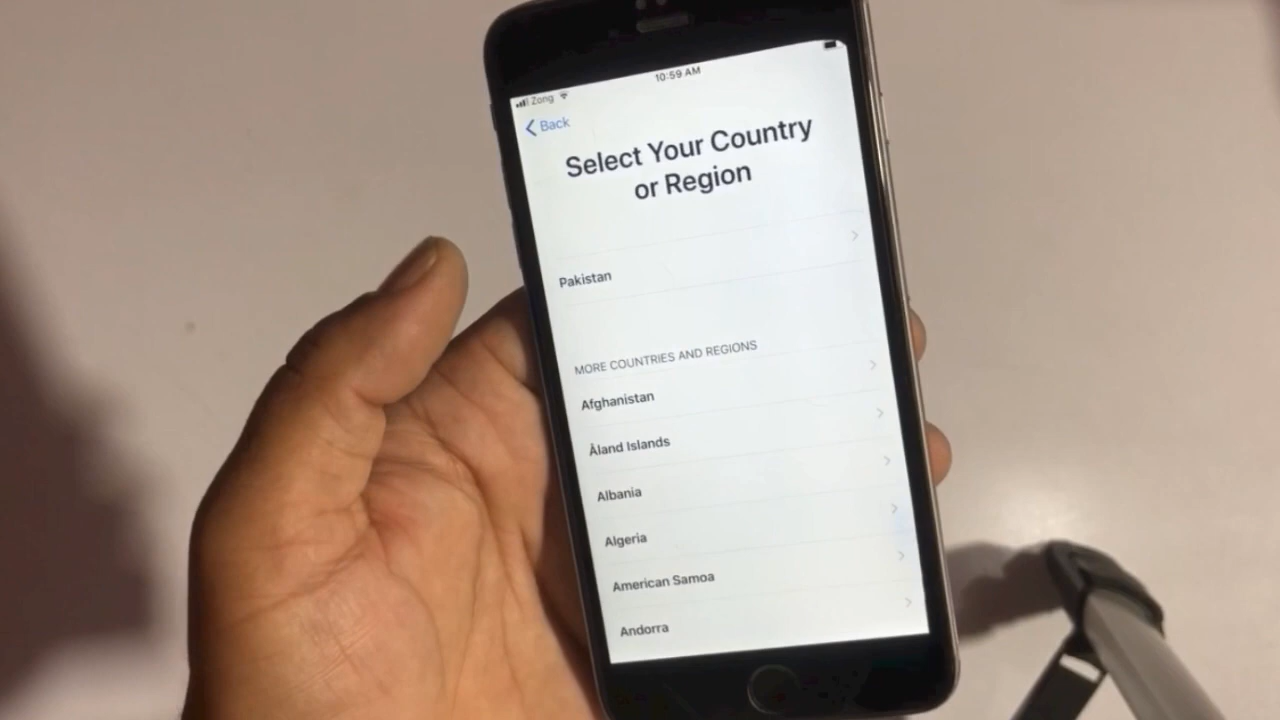 10:59 AM
Zong
Back
Select Your Country
or Region
Pakistan
MORE COUNTRIES AND REGIONS
Afghanistan
Åland Islands
Albania
Algeria
American Samoa
Andorra